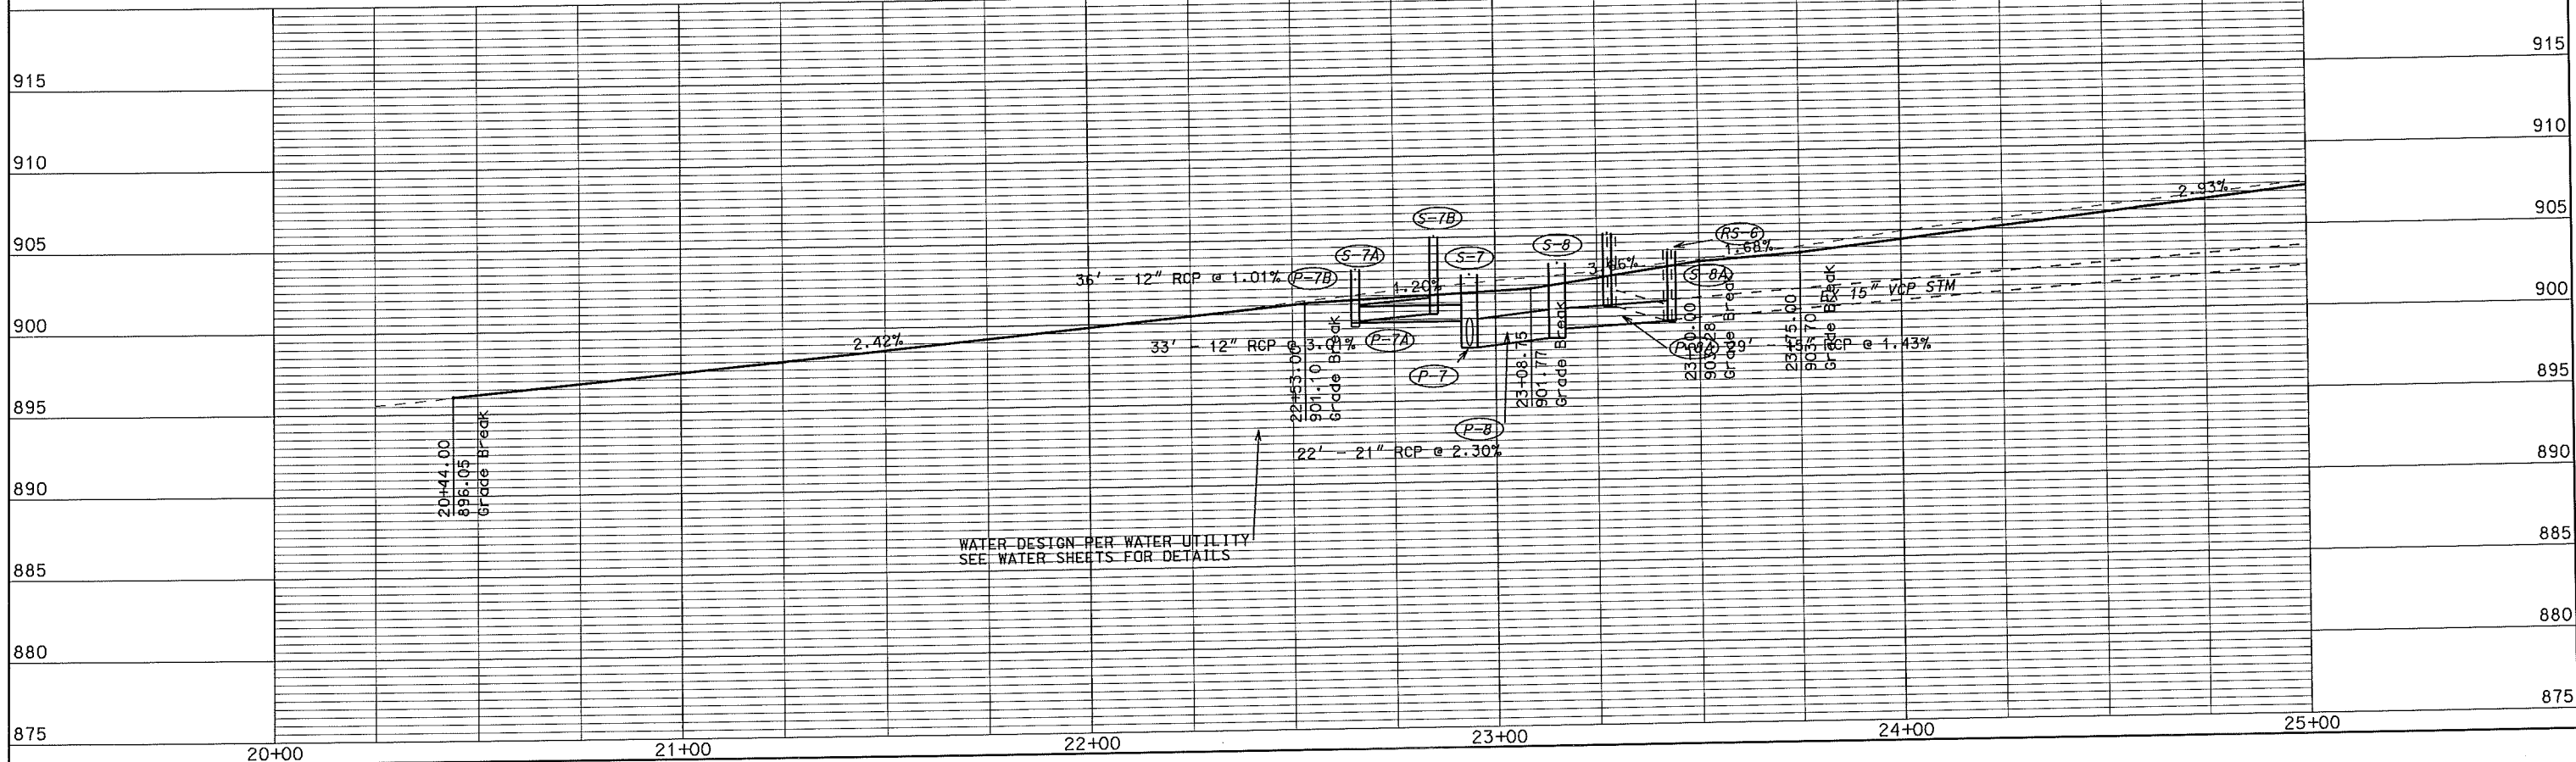 915
915
910
910
905
905
900
900
895
895
890
890
885
885
880
880
875
875
20+00
21+00
22+00
23+00
24+00
25+00
20+44.00
896.05
Grade Break
2.42%
36' - 12" RCP @ 1.01%
P-7B
S-7A
S-7B
S-7
S-8
1.20%
33' - 12" RCP @ 3.01%
P-7A
22+53.00
901.10
Grade Break
P-7
P-8
22' - 21" RCP @ 2.30%
23+08.75
901.77
Grade Break
RS-6
1.68%
S-8A
Grade Break
RCP @ 1.43%
23+75.00
903.70
Grade Break
15" VCP STM
2.93%
WATER DESIGN PER WATER UTILITY
SEE WATER SHEETS FOR DETAILS